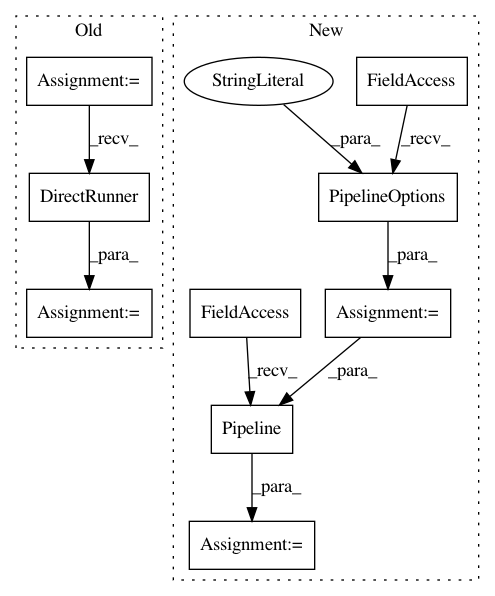 Old
New
Assignment:=
StringLiteral
FieldAccess
_recv_
_para_
_recv_
DirectRunner
PipelineOptions
_para_
_para_
Assignment:=
FieldAccess
Assignment:=
_recv_
_para_
Pipeline
_para_
Assignment:=